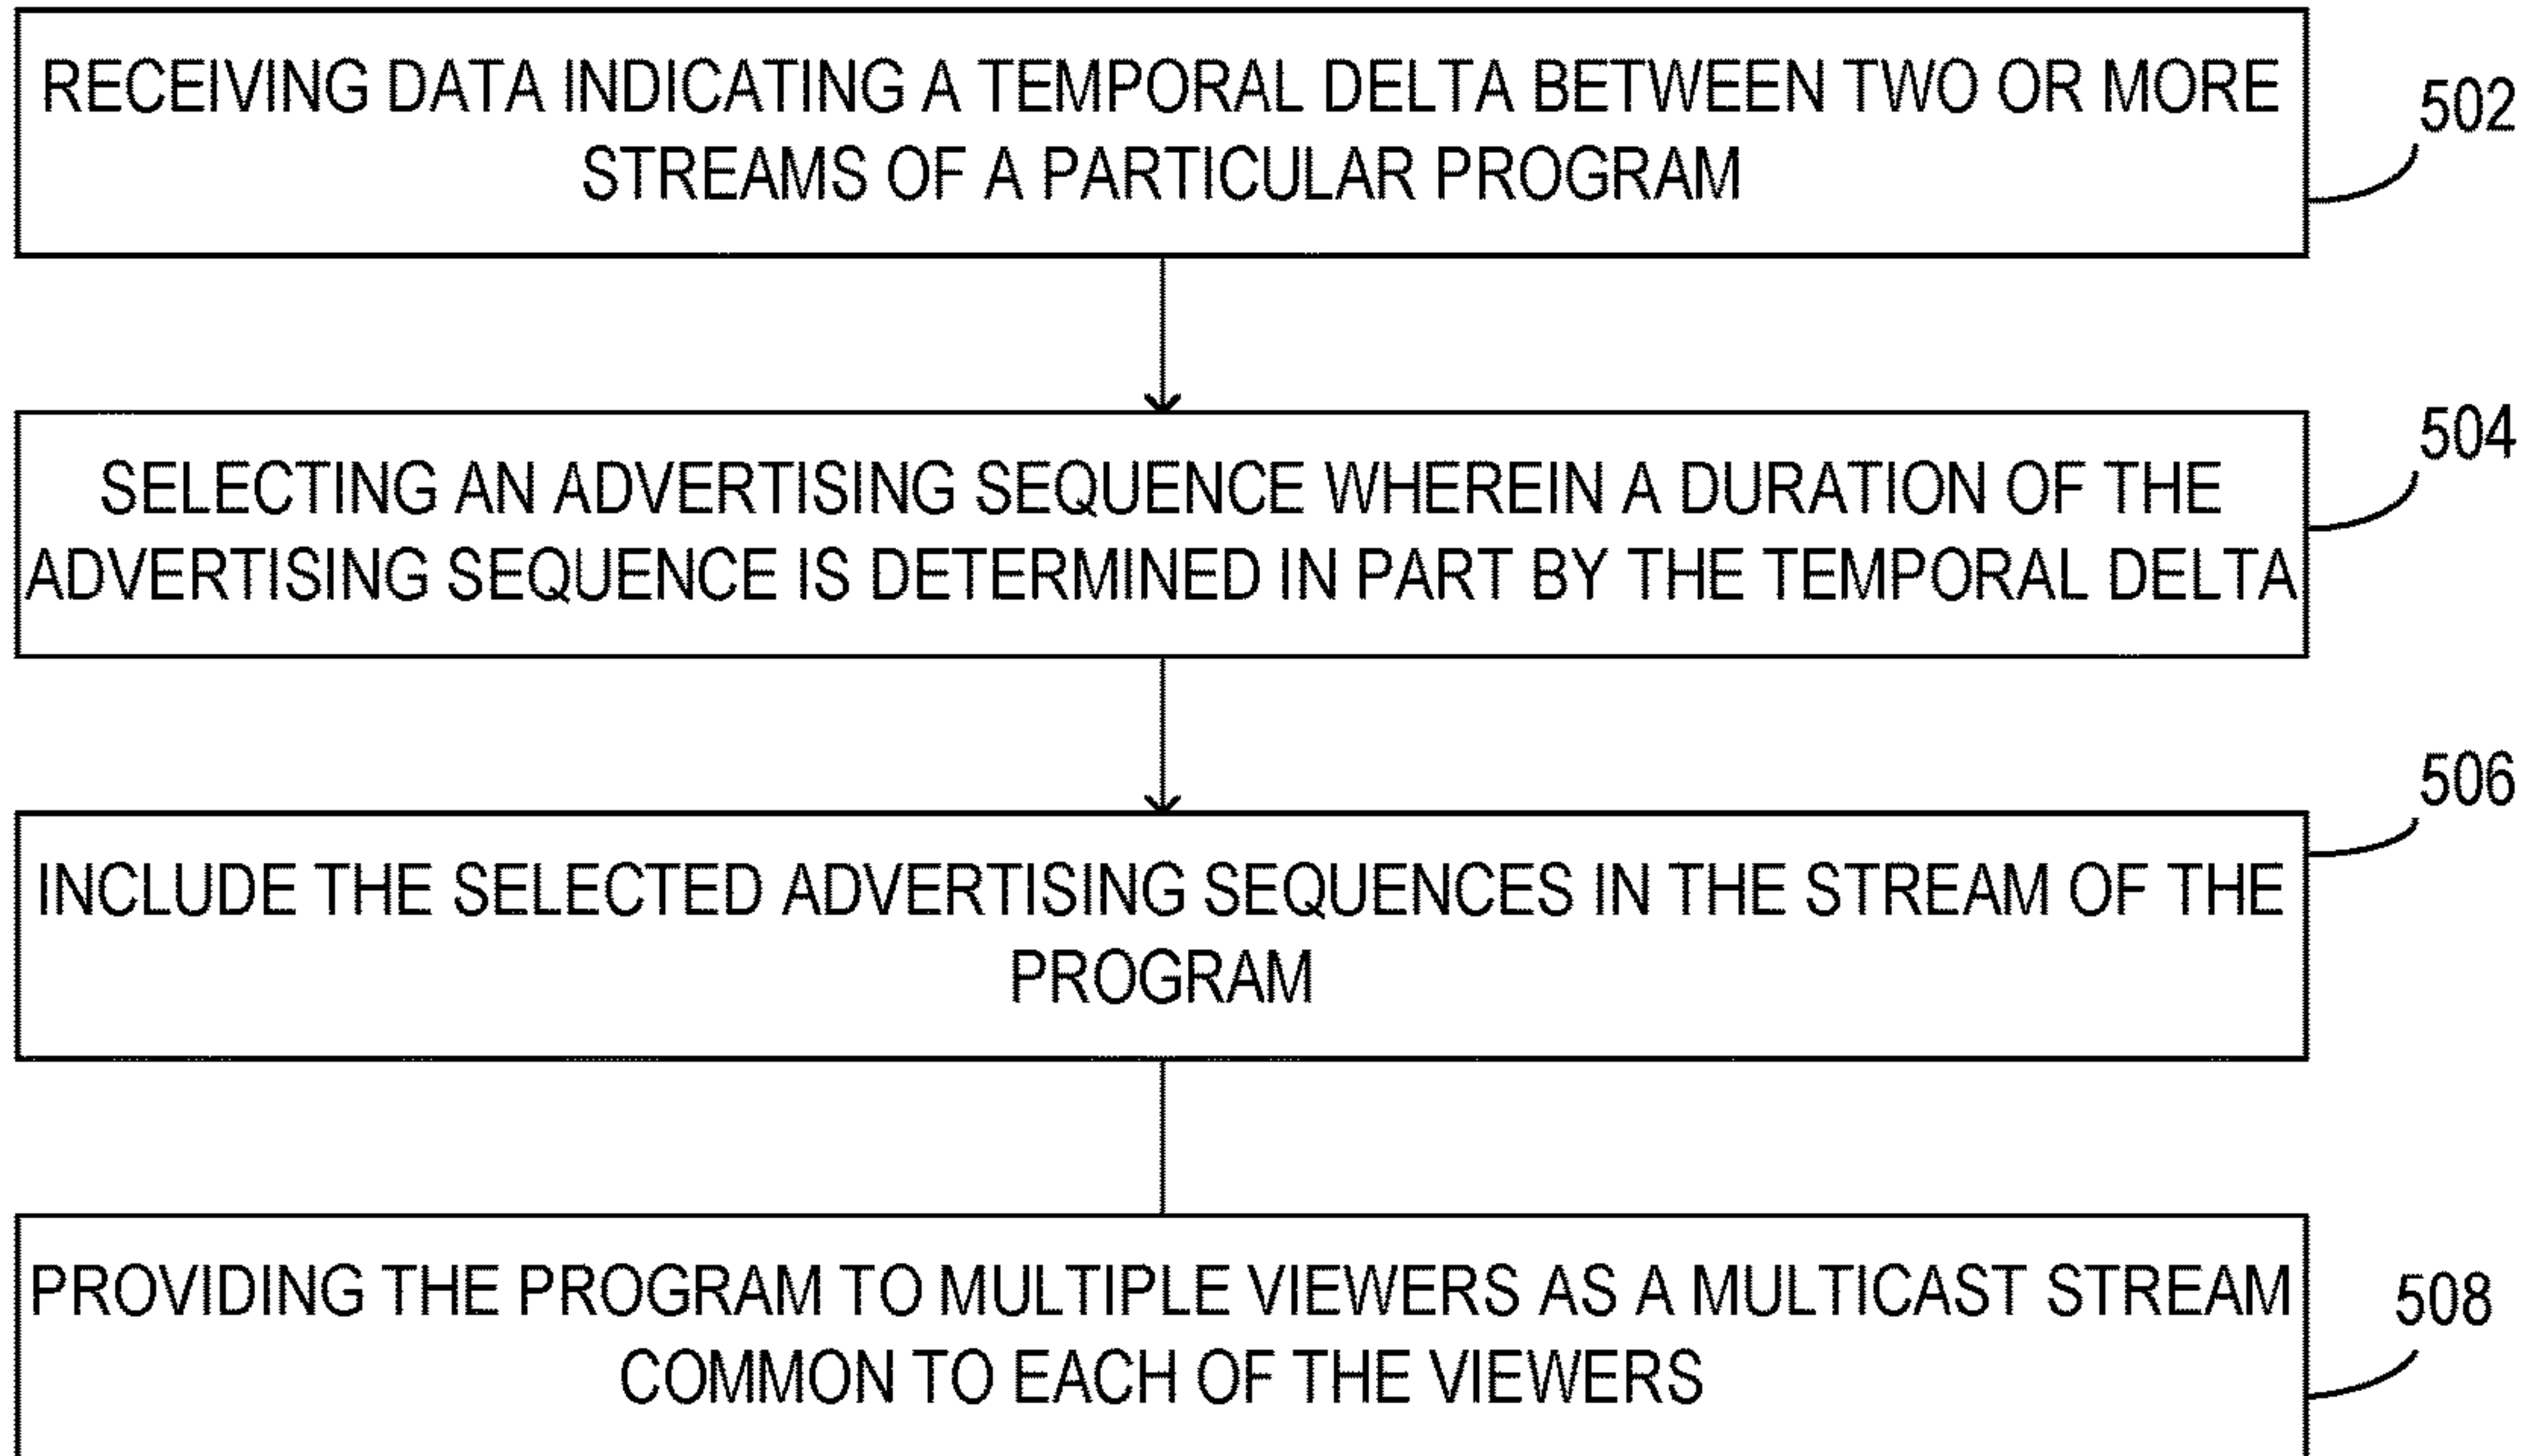 RECEIVING DATA INDICATING A TEMPORAL DELTA BETWEEN TWO OR MORE
STREAMS OF A PARTICULAR PROGRAM
502
SELECTING AN ADVERTISING SEQUENCE WHEREIN A DURATION OF THE
ADVERTISING SEQUENCE IS DETERMINED IN PART BY THE TEMPORAL DELTA
504
INCLUDE THE SELECTED ADVERTISING SEQUENCES IN THE STREAM OF THE
PROGRAM
506
PROVIDING THE PROGRAM TO MULTIPLE VIEWERS AS A MULTICAST STREAM
COMMON TO EACH OF THE VIEWERS
508